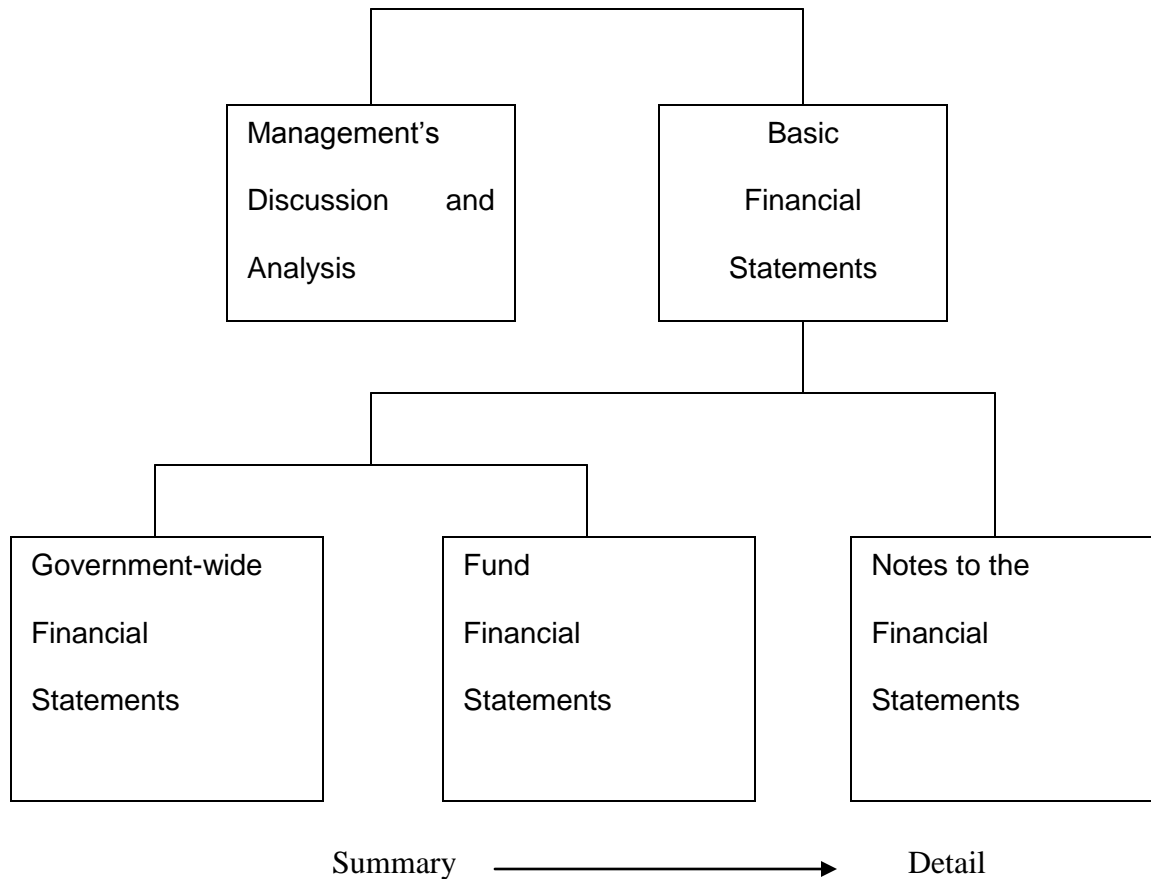 Management’s
Discussion and
Analysis
Basic
Financial
Statements
Government-wide
Financial
Statements
Fund
Financial
Statements
Notes to the
Financial
Statements
Summary
Detail